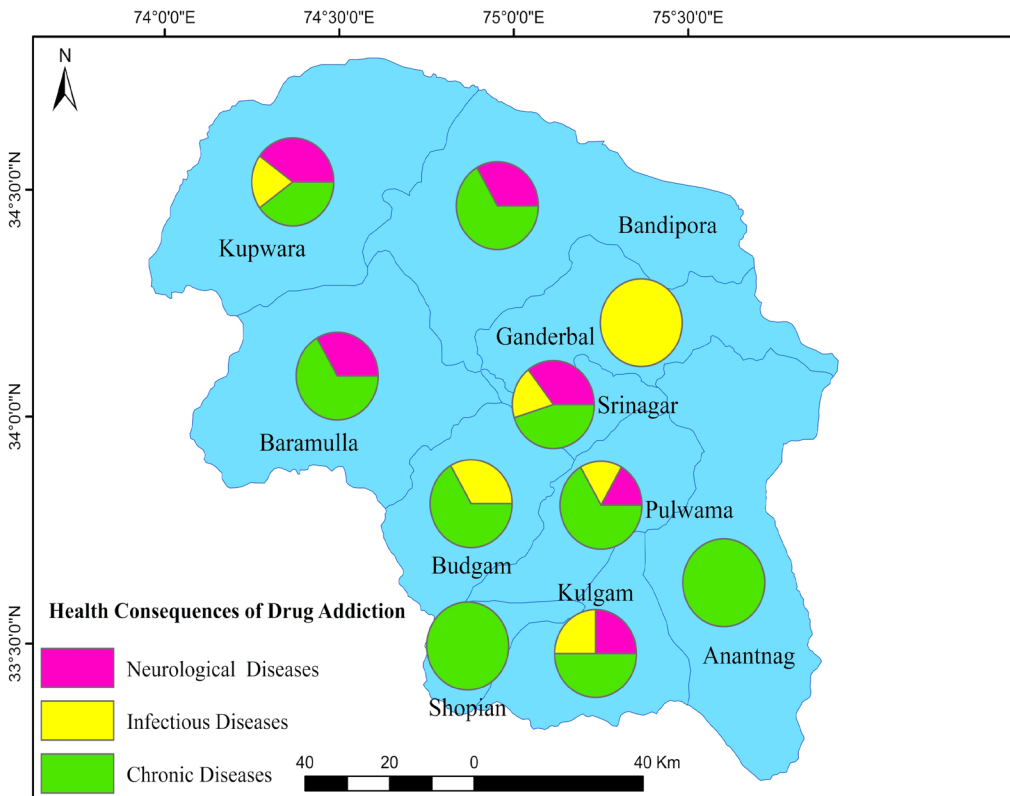 74°0'0"E 74°30'0"E 75°0'0"E 75°30'0"E
N
34°30'0"N
34°0'0"N
33°30'0"N
Kupwara
Bandipora
Ganderbal
Srinagar
Baramulla
Pulwama
Budgam
Kulgam
Anantnag
Shopian
Health Consequences of Drug Addiction
Neurological Diseases
Infectious Diseases
Chronic Diseases
40 20 0 40 Km